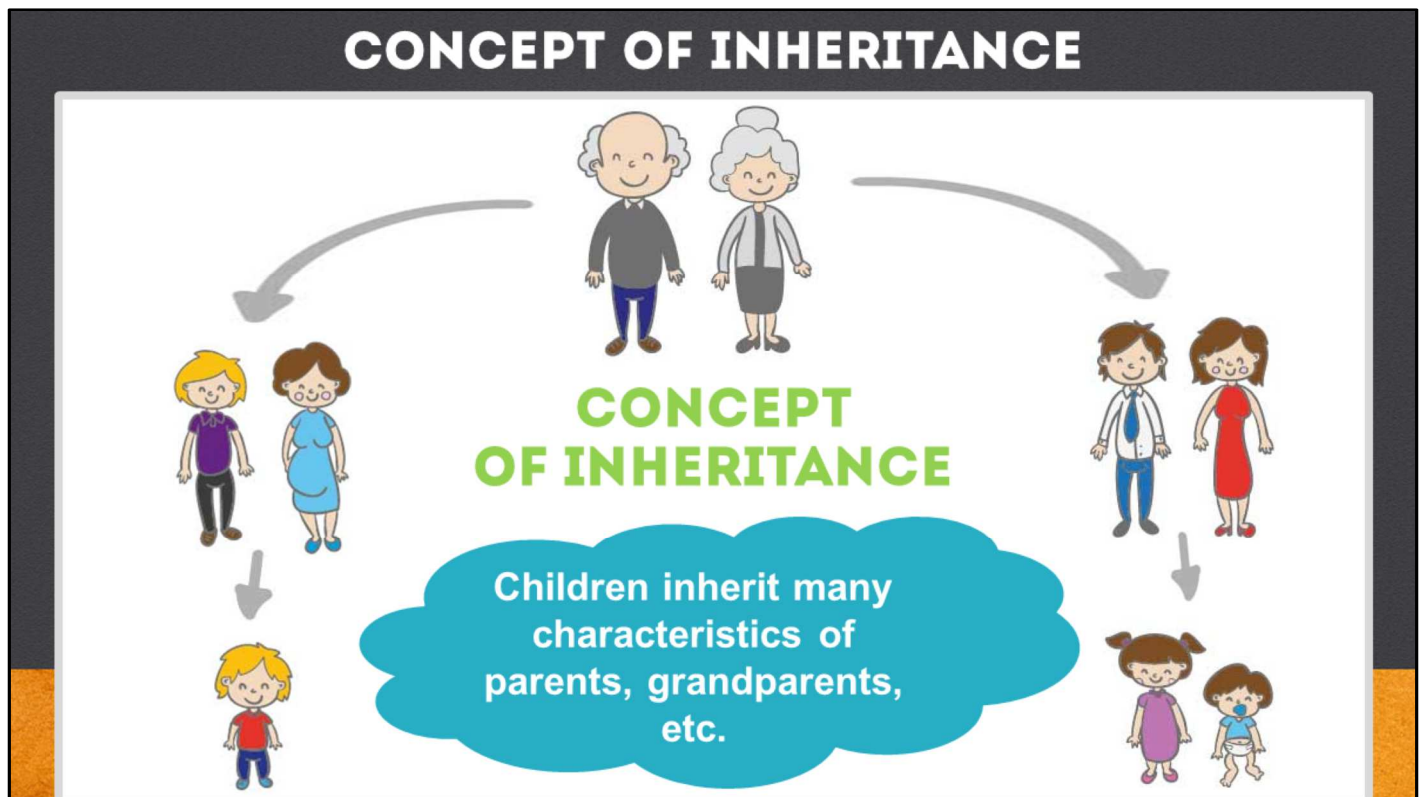 CONCEPT OF INHERITANCE
CONCEPT
OF INHERITANCE
Children inherit many
characteristics of
parents, grandparents,
etc.